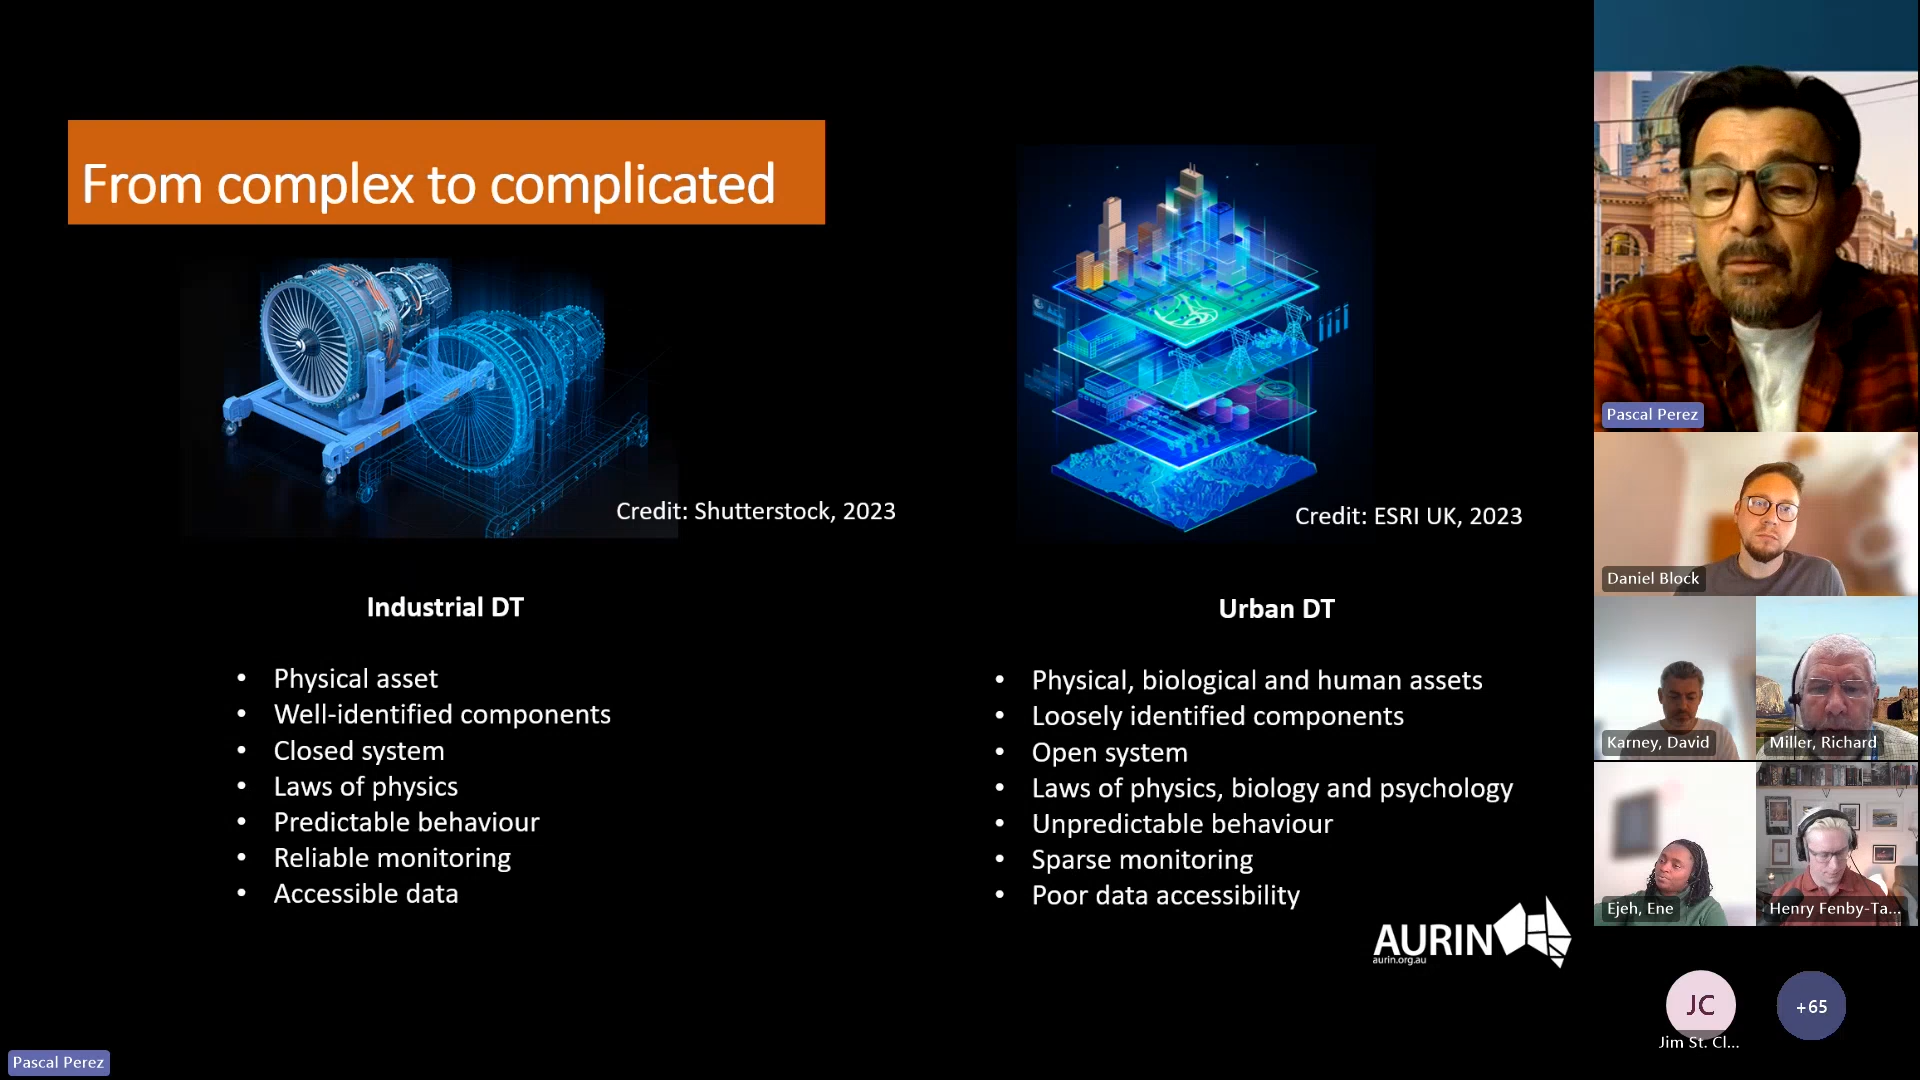 From complex to complicated
Credit: Shutterstock, 2023
Credit: ESRI UK, 2023
Industrial DT
• Physical asset
• Well-identified components
• Closed system
• Laws of physics
• Predictable behaviour
• Reliable monitoring
• Accessible data
Urban DT
• Physical, biological and human assets
• Loosely identified components
• Open system
• Laws of physics, biology and psychology
• Unpredictable behaviour
• Sparse monitoring
• Poor data accessibility
AURIN
aurin.org.au
Pascal Perez
Pascal Perez
Daniel Block
Karney, David
Miller, Richard
Ejeh, Ene
Henry Fenby-Ta...
JC
Jim St. Cl...
+65